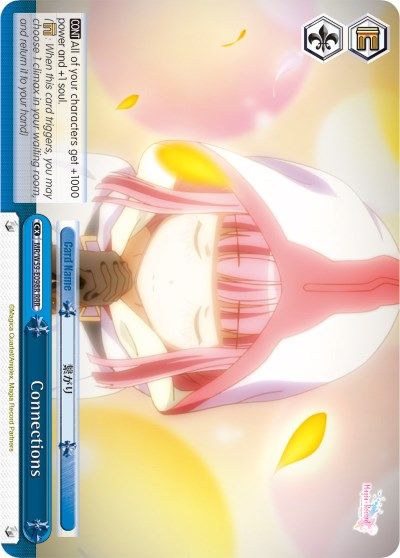 [CONT] All of your characters get +1000
power and +1 soul.
: When this card triggers, you may
choose 1 climax in your waiting room,
and return it to your hand)
Card Name
繋がり
CCR
Connections
©Magica Quartet/Aniplex, Magia Record Partners